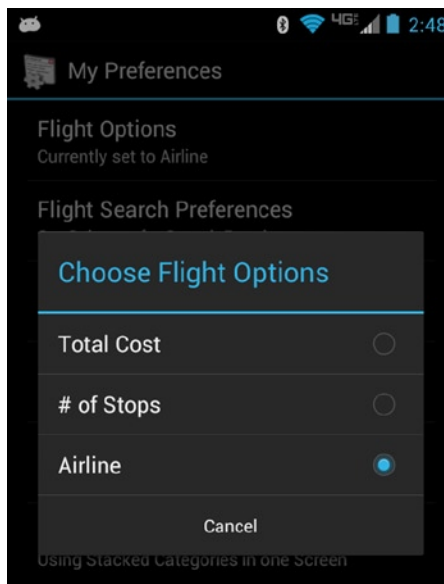 4G 2:48
My Preferences
Flight Options
Currently set to Airline
Flight Search Preferences
Choose Flight Options
Total Cost
# of Stops
Airline
Cancel
Using Stacked Categories in one Screen